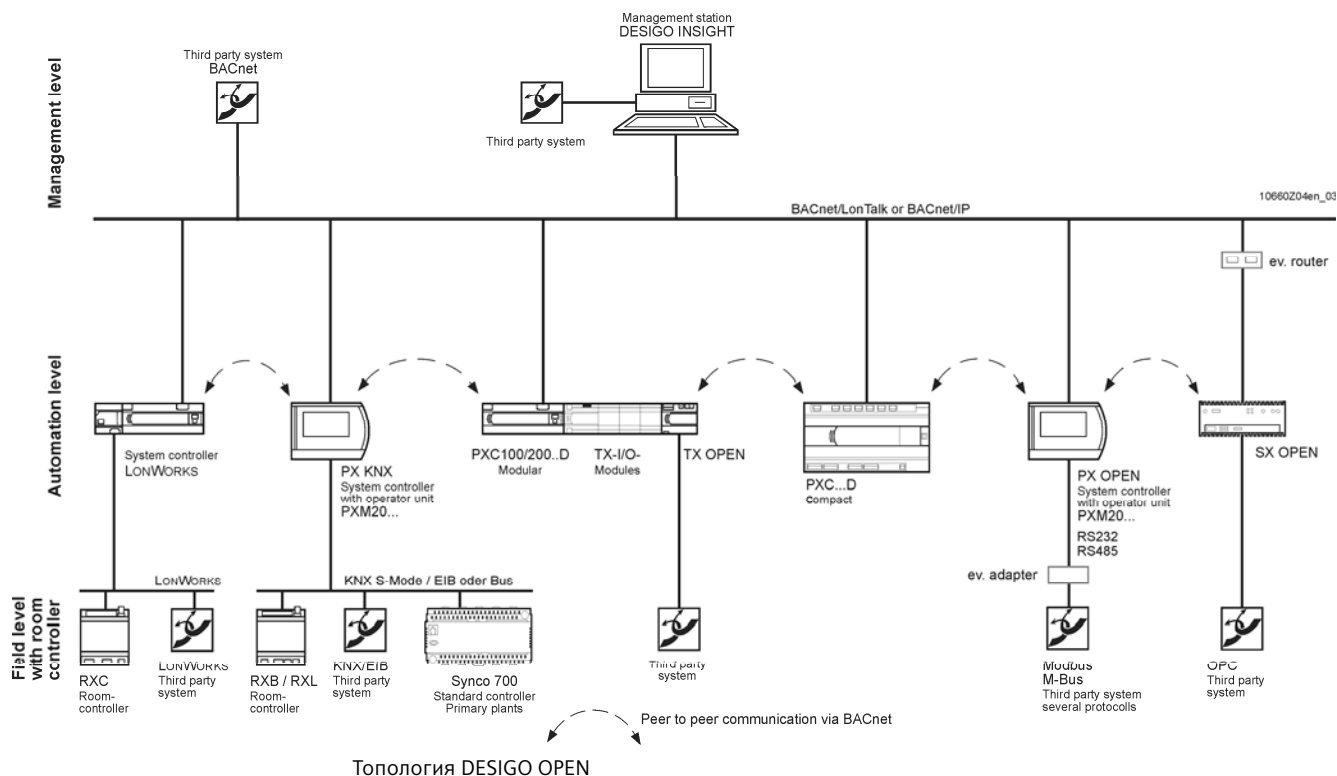 Management station
DESIGO INSIGHT
Third party system
BACnet
Third party system
Management level
BACnet/LonTalk or BACnet/IP
10660Z04en_03
ev. router
Automation level
System controller
LONWORKS
PX KNX
System controller
with operator unit
PXM20...
PXC100/200..D
Modular
TX-I/O-
Modules
TX OPEN
PXC...D
Compact
PX OPEN
System controller
with operator unit
PXM20...
RS232
RS485
SX OPEN
ev. adapter
Field level
with room
controller
LONWORKS
KNX S-Mode / EIB oder Bus
RXC
Room-
controller
LONWORKS
Third party
system
RXB / RXL
Room-
controller
KNX/EIB
Third party
system
Synco 700
Standard controller
Primary plants
Third party
system
Modbus
M-Bus
Third party system
several protocolls
OPC
Third party
system
Peer to peer communication via BACnet
Топология DESIGO OPEN